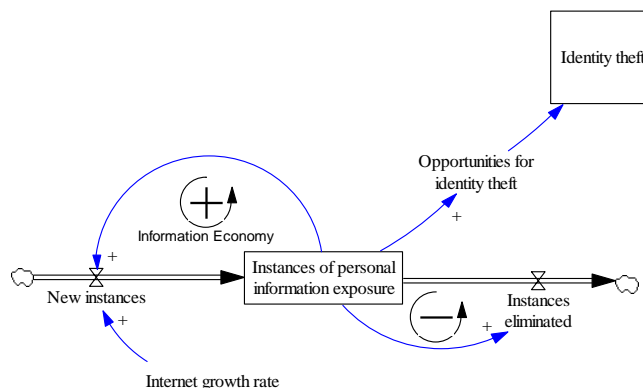 Identity theft
Opportunities for
identity theft
+
+
Information Economy
+
Instances of personal
information exposure
New instances
Instances
eliminated
−
+
+
Internet growth rate